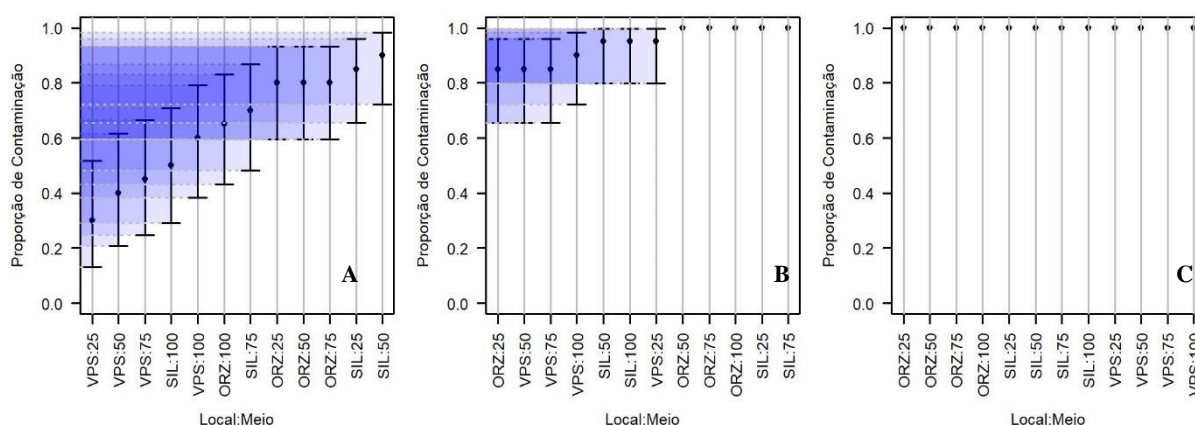 Proporção de Contaminação
1.0
0.8
0.6
0.4
0.2
0.0
A
VPS:25
VPS:50
VPS:75
SIL:100
VPS:100
ORZ:100
SIL:75
ORZ:25
ORZ:50
ORZ:75
SIL:25
SIL:50
Local:Meio
Proporção de Contaminação
1.0
0.8
0.6
0.4
0.2
0.0
B
ORZ:25
VPS:50
VPS:75
VPS:100
SIL:50
SIL:100
VPS:25
ORZ:50
ORZ:75
ORZ:100
SIL:25
SIL:75
Local:Meio
Proporção de Contaminação
1.0
0.8
0.6
0.4
0.2
0.0
C
ORZ:25
ORZ:50
ORZ:75
ORZ:100
SIL:25
SIL:50
SIL:75
SIL:100
VPS:25
VPS:50
VPS:75
VPS:100
Local:Meio